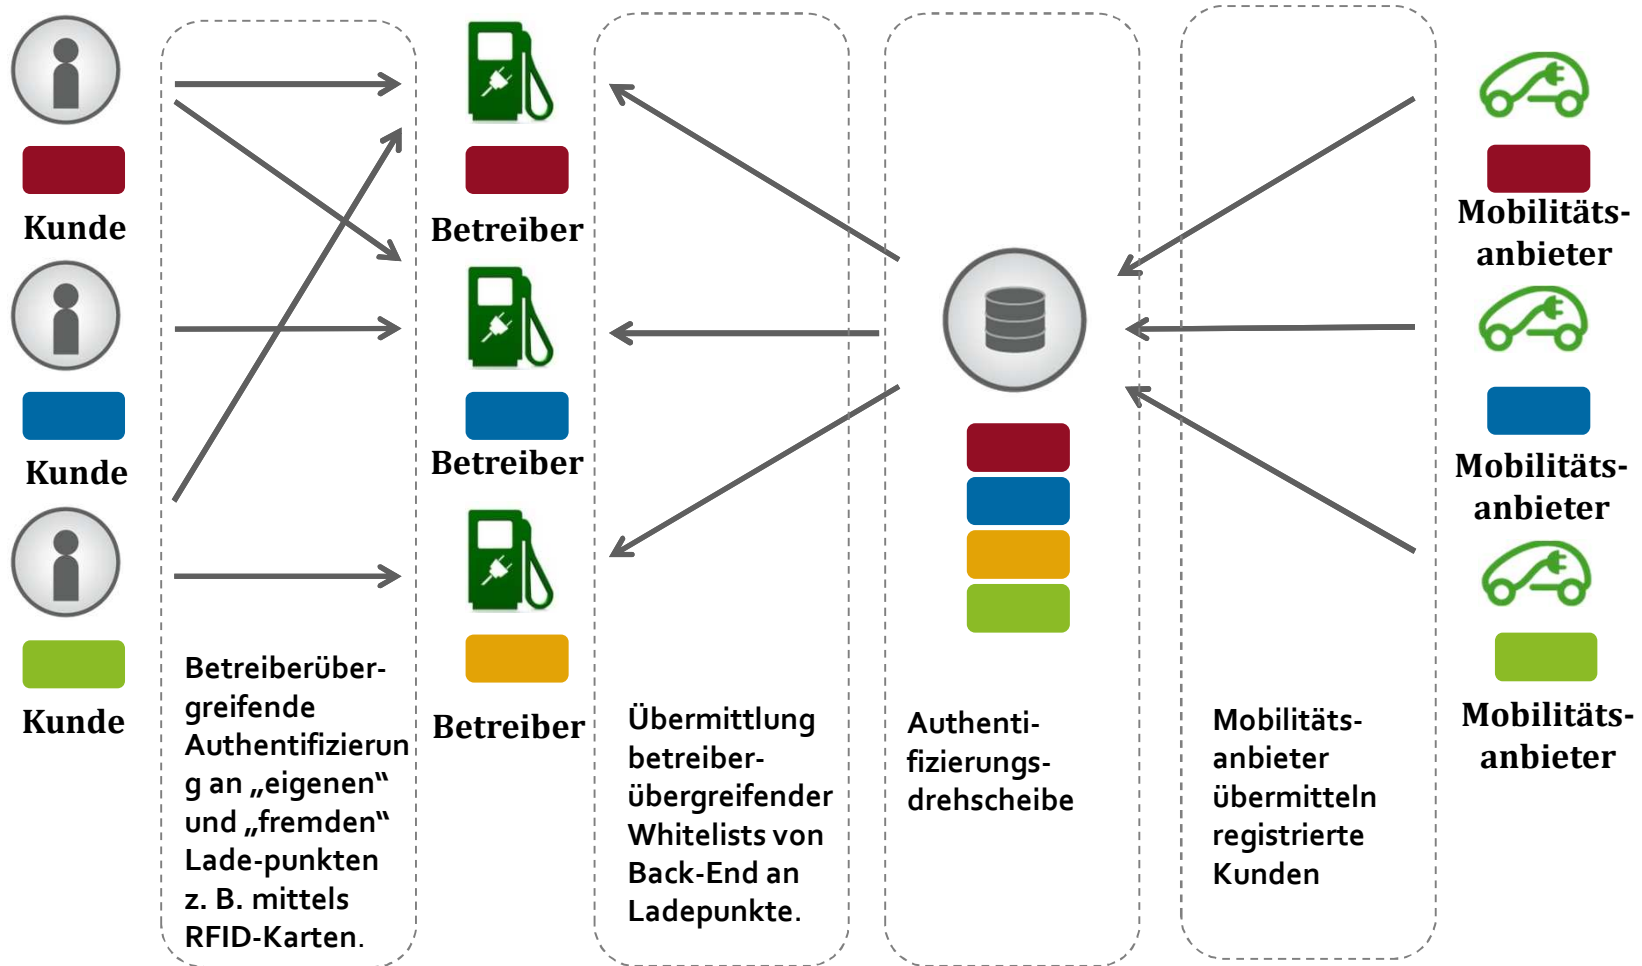 Kunde
Kunde
Kunde
Betreiberüber-
greifende
Authentifizierun
g an „eigenen“
und „fremden“
Lade-punkten
z. B. mittels
RFID-Karten.
Betreiber
Betreiber
Betreiber
Übermittlung
betreiber-
übergreifender
Whitelists von
Back-End an
Ladepunkte.
Authenti-
fizierungs-
drehscheibe
Mobilitäts-
anbieter
übermitteln
registrierte
Kunden
Mobilitäts-
anbieter
Mobilitäts-
anbieter
Mobilitäts-
anbieter